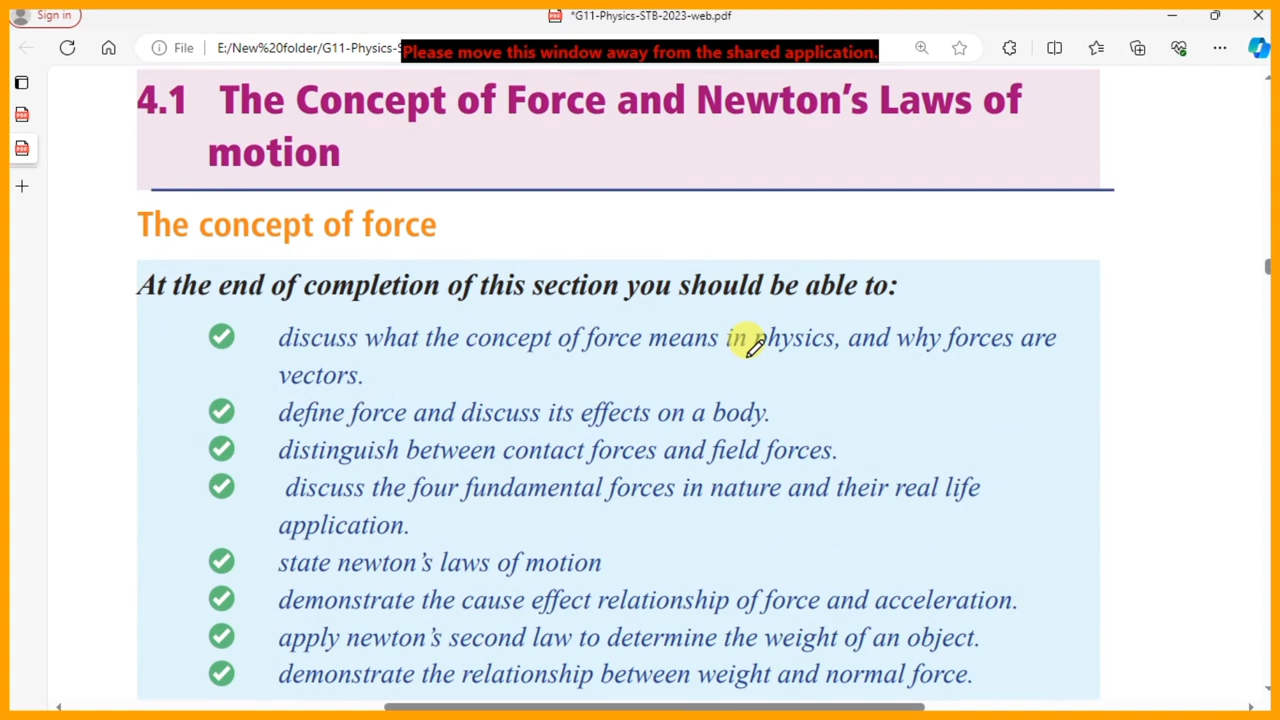 Sign in
*G11-Physics-STB-2023-web.pdf
File
E:/New%20folder/G11-Physics-S
Please move this window away from the shared application.
4.1 The Concept of Force and Newton's Laws of
motion
The concept of force
At the end of completion of this section you should be able to:
discuss what the concept of force means in physics, and why forces are
vectors.
define force and discuss its effects on a body.
distinguish between contact forces and field forces.
discuss the four fundamental forces in nature and their real life
application.
state newton's laws of motion
demonstrate the cause effect relationship of force and acceleration.
apply newton's second law to determine the weight of an object.
demonstrate the relationship between weight and normal force.